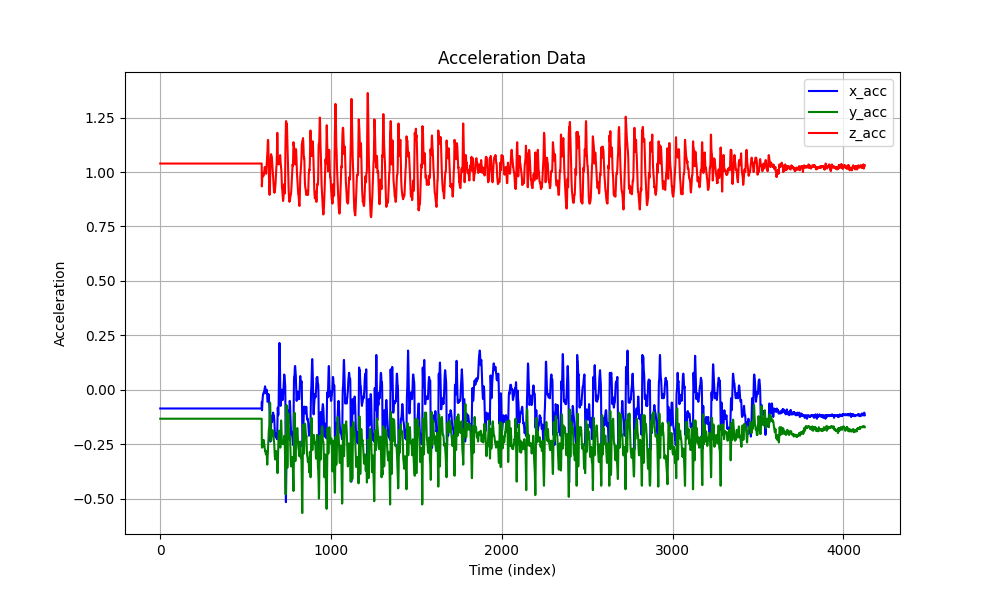 Acceleration Data
x_acc
y_acc
z_acc
1.25
1.00
0.75
0.50
0.25
0.00
−0.25
−0.50
Acceleration
0 1000 2000 3000 4000
Time (index)